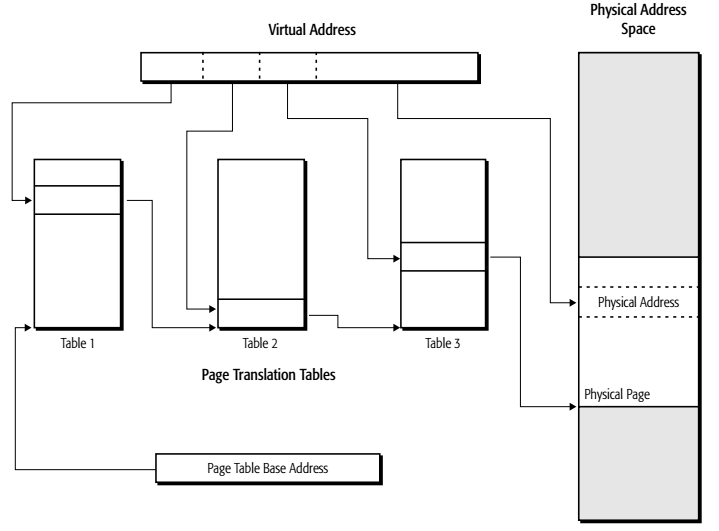 Virtual Address
Physical Address
Space
Physical Address
Table 1
Table 2
Table 3
Page Translation Tables
Physical Page
Page Table Base Address